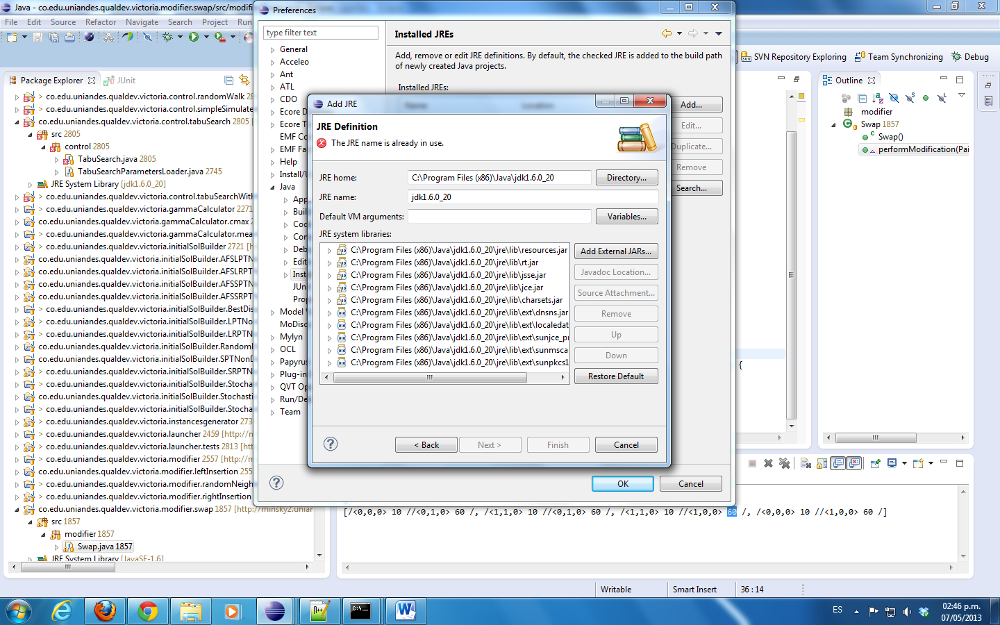 Java - co.edu.uniandes.qualdev.victoria.modifier.swap/src/modif
File Edit Source Refactor Navigate Search Project Run
SVN Repository Exploring Team Synchronizing Debug
Package Explorer JUnit
> co.edu.uniandes.qualdev.victoria.control.randomWalk 28
> co.edu.uniandes.qualdev.victoria.control.simpleSimulate
co.edu.uniandes.qualdev.victoria.control.tabuSearch 2805 [
src 2805
control 2805
TabuSearch.java 2805
TabuSearchParametersLoader.java 2745
JRE System Library [jdk1.6.0_20]
co.edu.uniandes.qualdev.victoria.control.tabuSearchWith
> co.edu.uniandes.qualdev.victoria.gammaCalculator 2271
co.edu.uniandes.qualdev.victoria.gammaCalculator.cmax
> co.edu.uniandes.qualdev.victoria.gammaCalculator.mea
> co.edu.uniandes.qualdev.victoria.initialSolBuilder 2721 [h
co.edu.uniandes.qualdev.victoria.initialSolBuilder.AFSLPTN
co.edu.uniandes.qualdev.victoria.initialSolBuilder.AFSLRPT
co.edu.uniandes.qualdev.victoria.initialSolBuilder.AFSSPTN
co.edu.uniandes.qualdev.victoria.initialSolBuilder.AFSSRPT
co.edu.uniandes.qualdev.victoria.initialSolBuilder.BestDis
> co.edu.uniandes.qualdev.victoria.initialSolBuilder.LPTNo
> co.edu.uniandes.qualdev.victoria.initialSolBuilder.LRPTN
> co.edu.uniandes.qualdev.victoria.initialSolBuilder.RandomI
co.edu.uniandes.qualdev.victoria.initialSolBuilder.SPTNonD
> co.edu.uniandes.qualdev.victoria.initialSolBuilder.SRPTN
> co.edu.uniandes.qualdev.victoria.initialSolBuilder.Stocha
co.edu.uniandes.qualdev.victoria.initialSolBuilder.Stochasti
> co.edu.uniandes.qualdev.victoria.initialSolBuilder.Stocha
> co.edu.uniandes.qualdev.victoria.instancesgenerator 273
> co.edu.uniandes.qualdev.victoria.launcher 2459 [http://m
> co.edu.uniandes.qualdev.victoria.launcher.tests 2813 [ht
> co.edu.uniandes.qualdev.victoria.modifier 2557 [http://m
co.edu.uniandes.qualdev.victoria.modifier.leftInsertion 255
> co.edu.uniandes.qualdev.victoria.modifier.randomNeigh
> co.edu.uniandes.qualdev.victoria.modifier.rightInsertion
co.edu.uniandes.qualdev.victoria.modifier.swap 1857 [http://minsky2.unian
src 1857
modifier 1857
Swap.java 1857
JRE System Library [JavaSE-1.6]
Preferences
type filter text
General
Acceleo
Ant
ATL
CDO
Ecore D
Ecore T
EMF Co
EMF Fa
Help
Install/U
Java
App
Buil
Cod
Con
Deb
Edit
Inst
JUn
Prop
Model V
MoDisc
Mylyn
OCL
Papyrus
Plug-in
QVT Op
Run/De
Team
Installed JREs
Add, remove or edit JRE definitions. By default, the checked JRE is added to the build path
of newly created Java projects.
Installed JREs:
Name Location
Add...
Edit...
Duplicate...
Remove
Search...
OK Cancel
Add JRE
JRE Definition
The JRE name is already in use.
JRE home: C:\Program Files (x86)\Java\jdk1.6.0_20 Directory...
JRE name: jdk1.6.0_20
Default VM arguments: Variables...
JRE system libraries:
C:\Program Files (x86)\Java\jdk1.6.0_20\jre\lib\resources.jar
C:\Program Files (x86)\Java\jdk1.6.0_20\jre\lib\rt.jar
C:\Program Files (x86)\Java\jdk1.6.0_20\jre\lib\jsse.jar
C:\Program Files (x86)\Java\jdk1.6.0_20\jre\lib\jce.jar
C:\Program Files (x86)\Java\jdk1.6.0_20\jre\lib\charsets.jar
C:\Program Files (x86)\Java\jdk1.6.0_20\jre\lib\ext\dnsns.jar
C:\Program Files (x86)\Java\jdk1.6.0_20\jre\lib\ext\localedat
C:\Program Files (x86)\Java\jdk1.6.0_20\jre\lib\ext\sunjce_pr
C:\Program Files (x86)\Java\jdk1.6.0_20\jre\lib\ext\sunmsca
C:\Program Files (x86)\Java\jdk1.6.0_20\jre\lib\ext\sunpkcs1
Add External JARs...
Javadoc Location...
Source Attachment...
Remove
Up
Down
Restore Default
< Back Next > Finish Cancel
{
Outline
modifier
Swap 1857
Swap()
performModification(Pai
[/<0,0,0> 10 //<0,1,0> 60 /, /<1,1,0> 10 //<0,1,0> 60 /, /<1,1,0> 10 //<1,0,0> 60 /, /<0,0,0> 10 //<1,0,0> 60 /]
Writable Smart Insert 36 : 14
ES
02:46 p.m.
07/05/2013